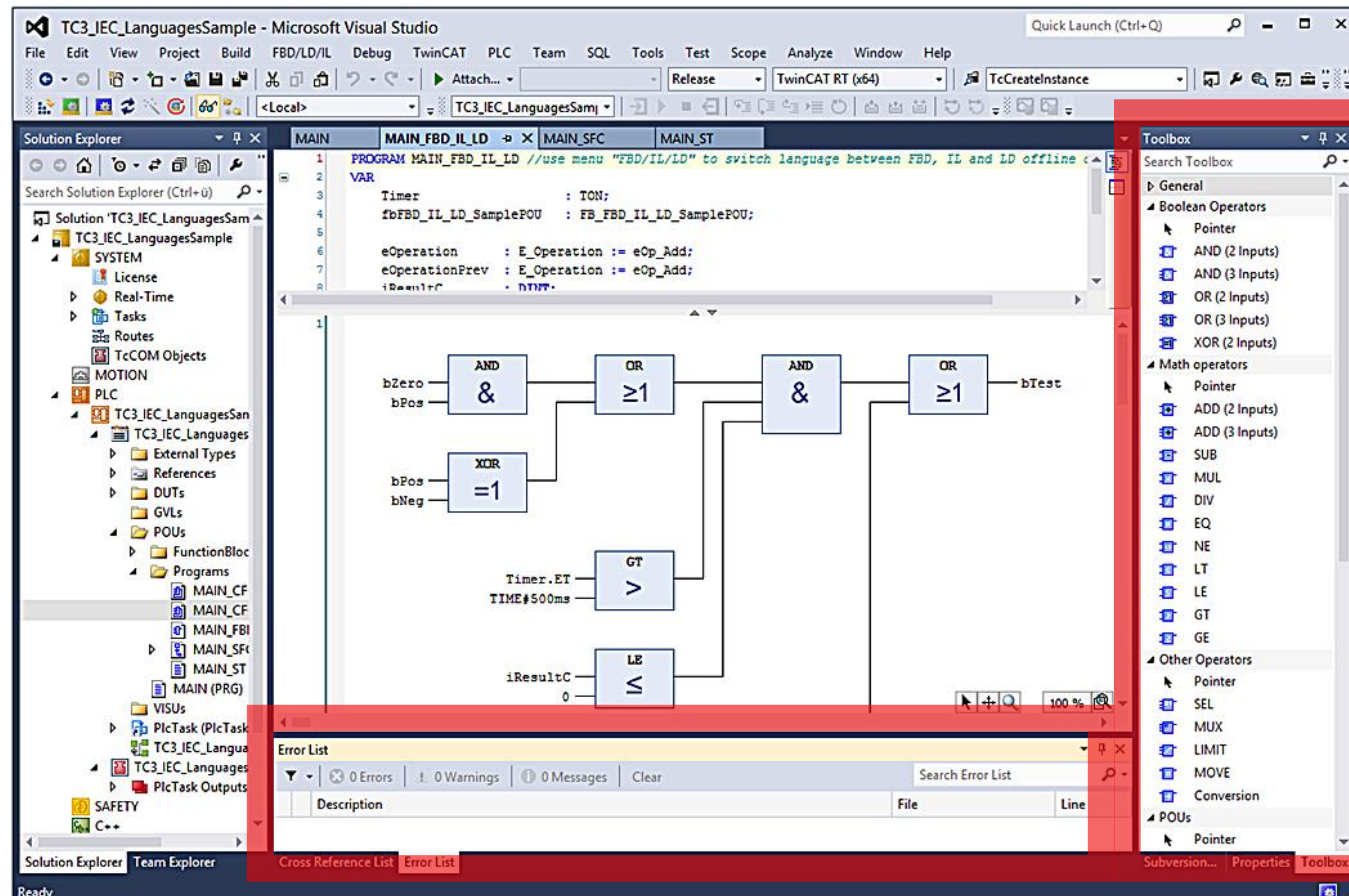 TC3_IEC_LanguagesSample - Microsoft Visual Studio
Quick Launch (Ctrl+Q)
File Edit View Project Build FBD/LD/IL Debug TwinCAT PLC Team SQL Tools Test Scope Analyze Window Help
Attach... Release TwinCAT RT (x64) TcCreateInstance
<Local> TC3_IEC_LanguagesSam
Solution Explorer
Search Solution Explorer (Ctrl+ü)
Solution 'TC3_IEC_LanguagesSam
TC3_IEC_LanguagesSample
SYSTEM
License
Real-Time
Tasks
Routes
TcCOM Objects
MOTION
PLC
TC3_IEC_LanguagesSan
TC3_IEC_Languages
External Types
References
DUTs
GVLs
POUs
FunctionBloc
Programs
MAIN_CF
MAIN_CF
MAIN_FBI
MAIN_SF(
MAIN_ST
MAIN (PRG)
VISUs
PlcTask (PlcTask
TC3_IEC_Langua
TC3_IEC_Languages
PlcTask Outputs
SAFETY
C++
Solution Explorer Team Explorer
MAIN MAIN_FBD_IL_LD X MAIN_SFC MAIN_ST
1 PROGRAM MAIN_FBD_IL_LD //use menu "FBD/IL/LD" to switch language between FBD, IL and LD offline
2 VAR
3 Timer : TON;
4 fbFBD_IL_LD_SamplePOU : FB_FBD_IL_LD_SamplePOU;
5
6 eOperation : E_Operation := eOp_Add;
7 eOperationPrev : E_Operation := eOp_Add;
8 iResultC : DINT;
1
AND OR AND OR
bZero & ≥1 & ≥1 bTest
bPos
XOR
bPos =1
bNeg
GT
Timer.ET >
TIME#500ms
LE
iResultC ≤
0
100 %
Error List
0 Errors 0 Warnings 0 Messages Clear Search Error List
Description File Line
Cross Reference List Error List
Toolbox
Search Toolbox
General
Boolean Operators
Pointer
AND (2 Inputs)
AND (3 Inputs)
OR (2 Inputs)
OR (3 Inputs)
XOR (2 Inputs)
Math operators
Pointer
ADD (2 Inputs)
ADD (3 Inputs)
SUB
MUL
DIV
EQ
NE
LT
LE
GT
GE
Other Operators
Pointer
SEL
MUX
LIMIT
MOVE
Conversion
POUs
Pointer
Subversion... Properties Toolbox
Ready